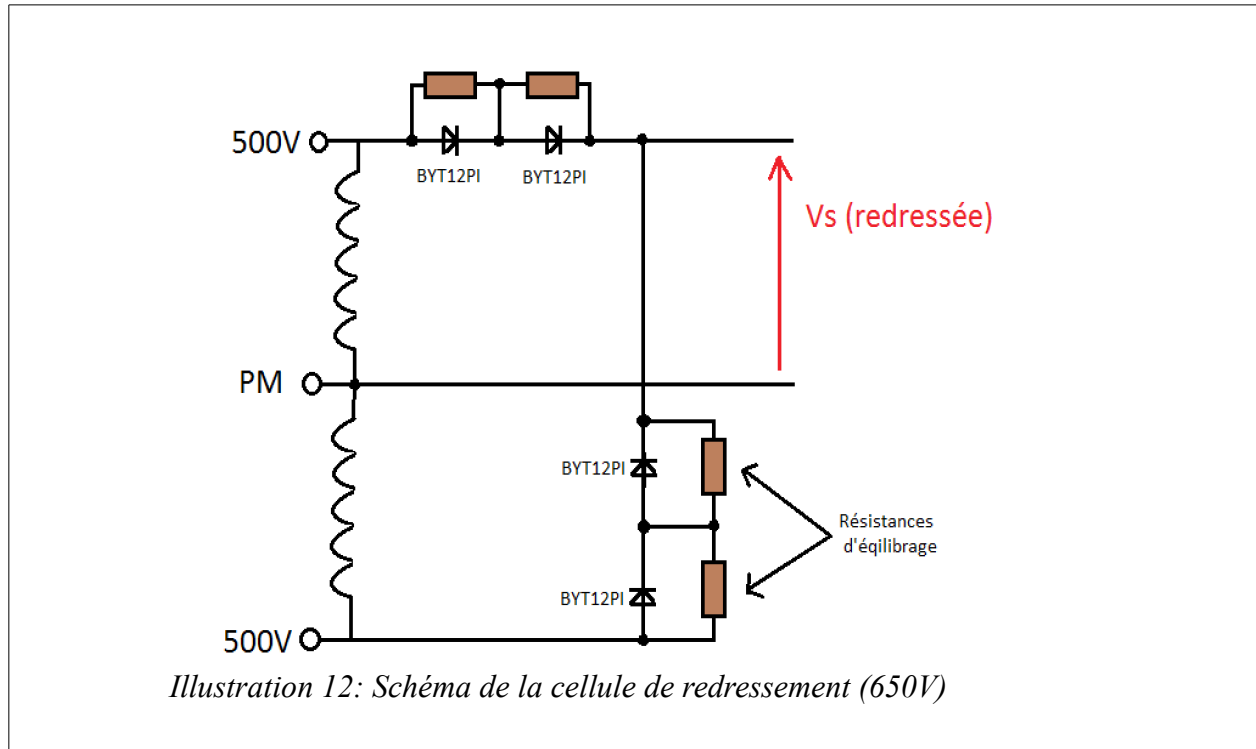 500V
BYT12PI
BYT12PI
Vs (redressée)
PM
BYT12PI
Résistances
d'éqilibrage
BYT12PI
500V
Illustration 12: Schéma de la cellule de redressement (650V)